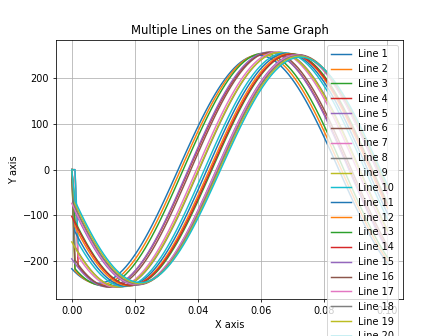 Multiple Lines on the Same Graph
Y axis
200
100
0
−100
−200
0.00
0.02
0.04
0.06
X axis
Line 1
Line 2
Line 3
Line 4
Line 5
Line 6
Line 7
Line 8
Line 9
Line 10
Line 11
Line 12
Line 13
Line 14
Line 15
Line 16
Line 17
Line 18
Line 19
Line 20